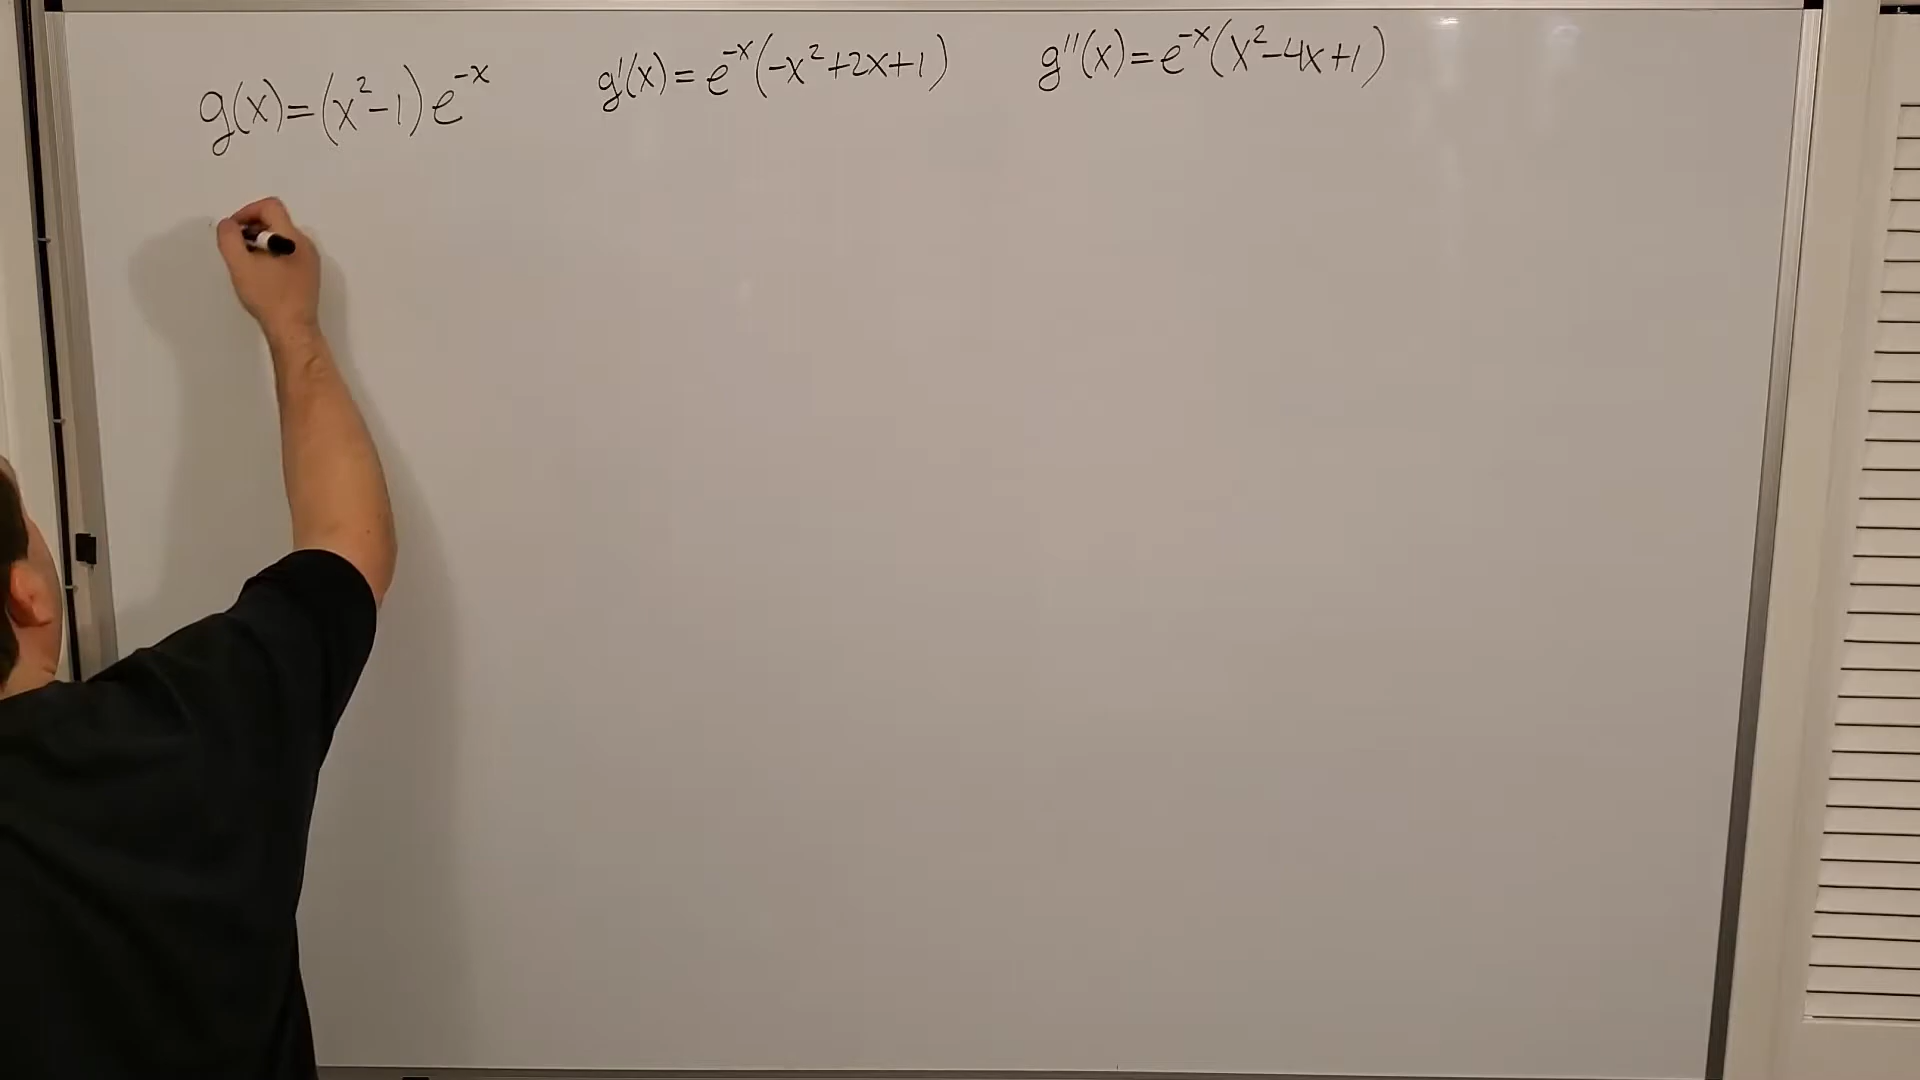 g(x)=(x²-1)e⁻ˣ
g'(x)=e⁻ˣ(-x²+2x+1)
g''(x)=e⁻ˣ(x²-4x+1)